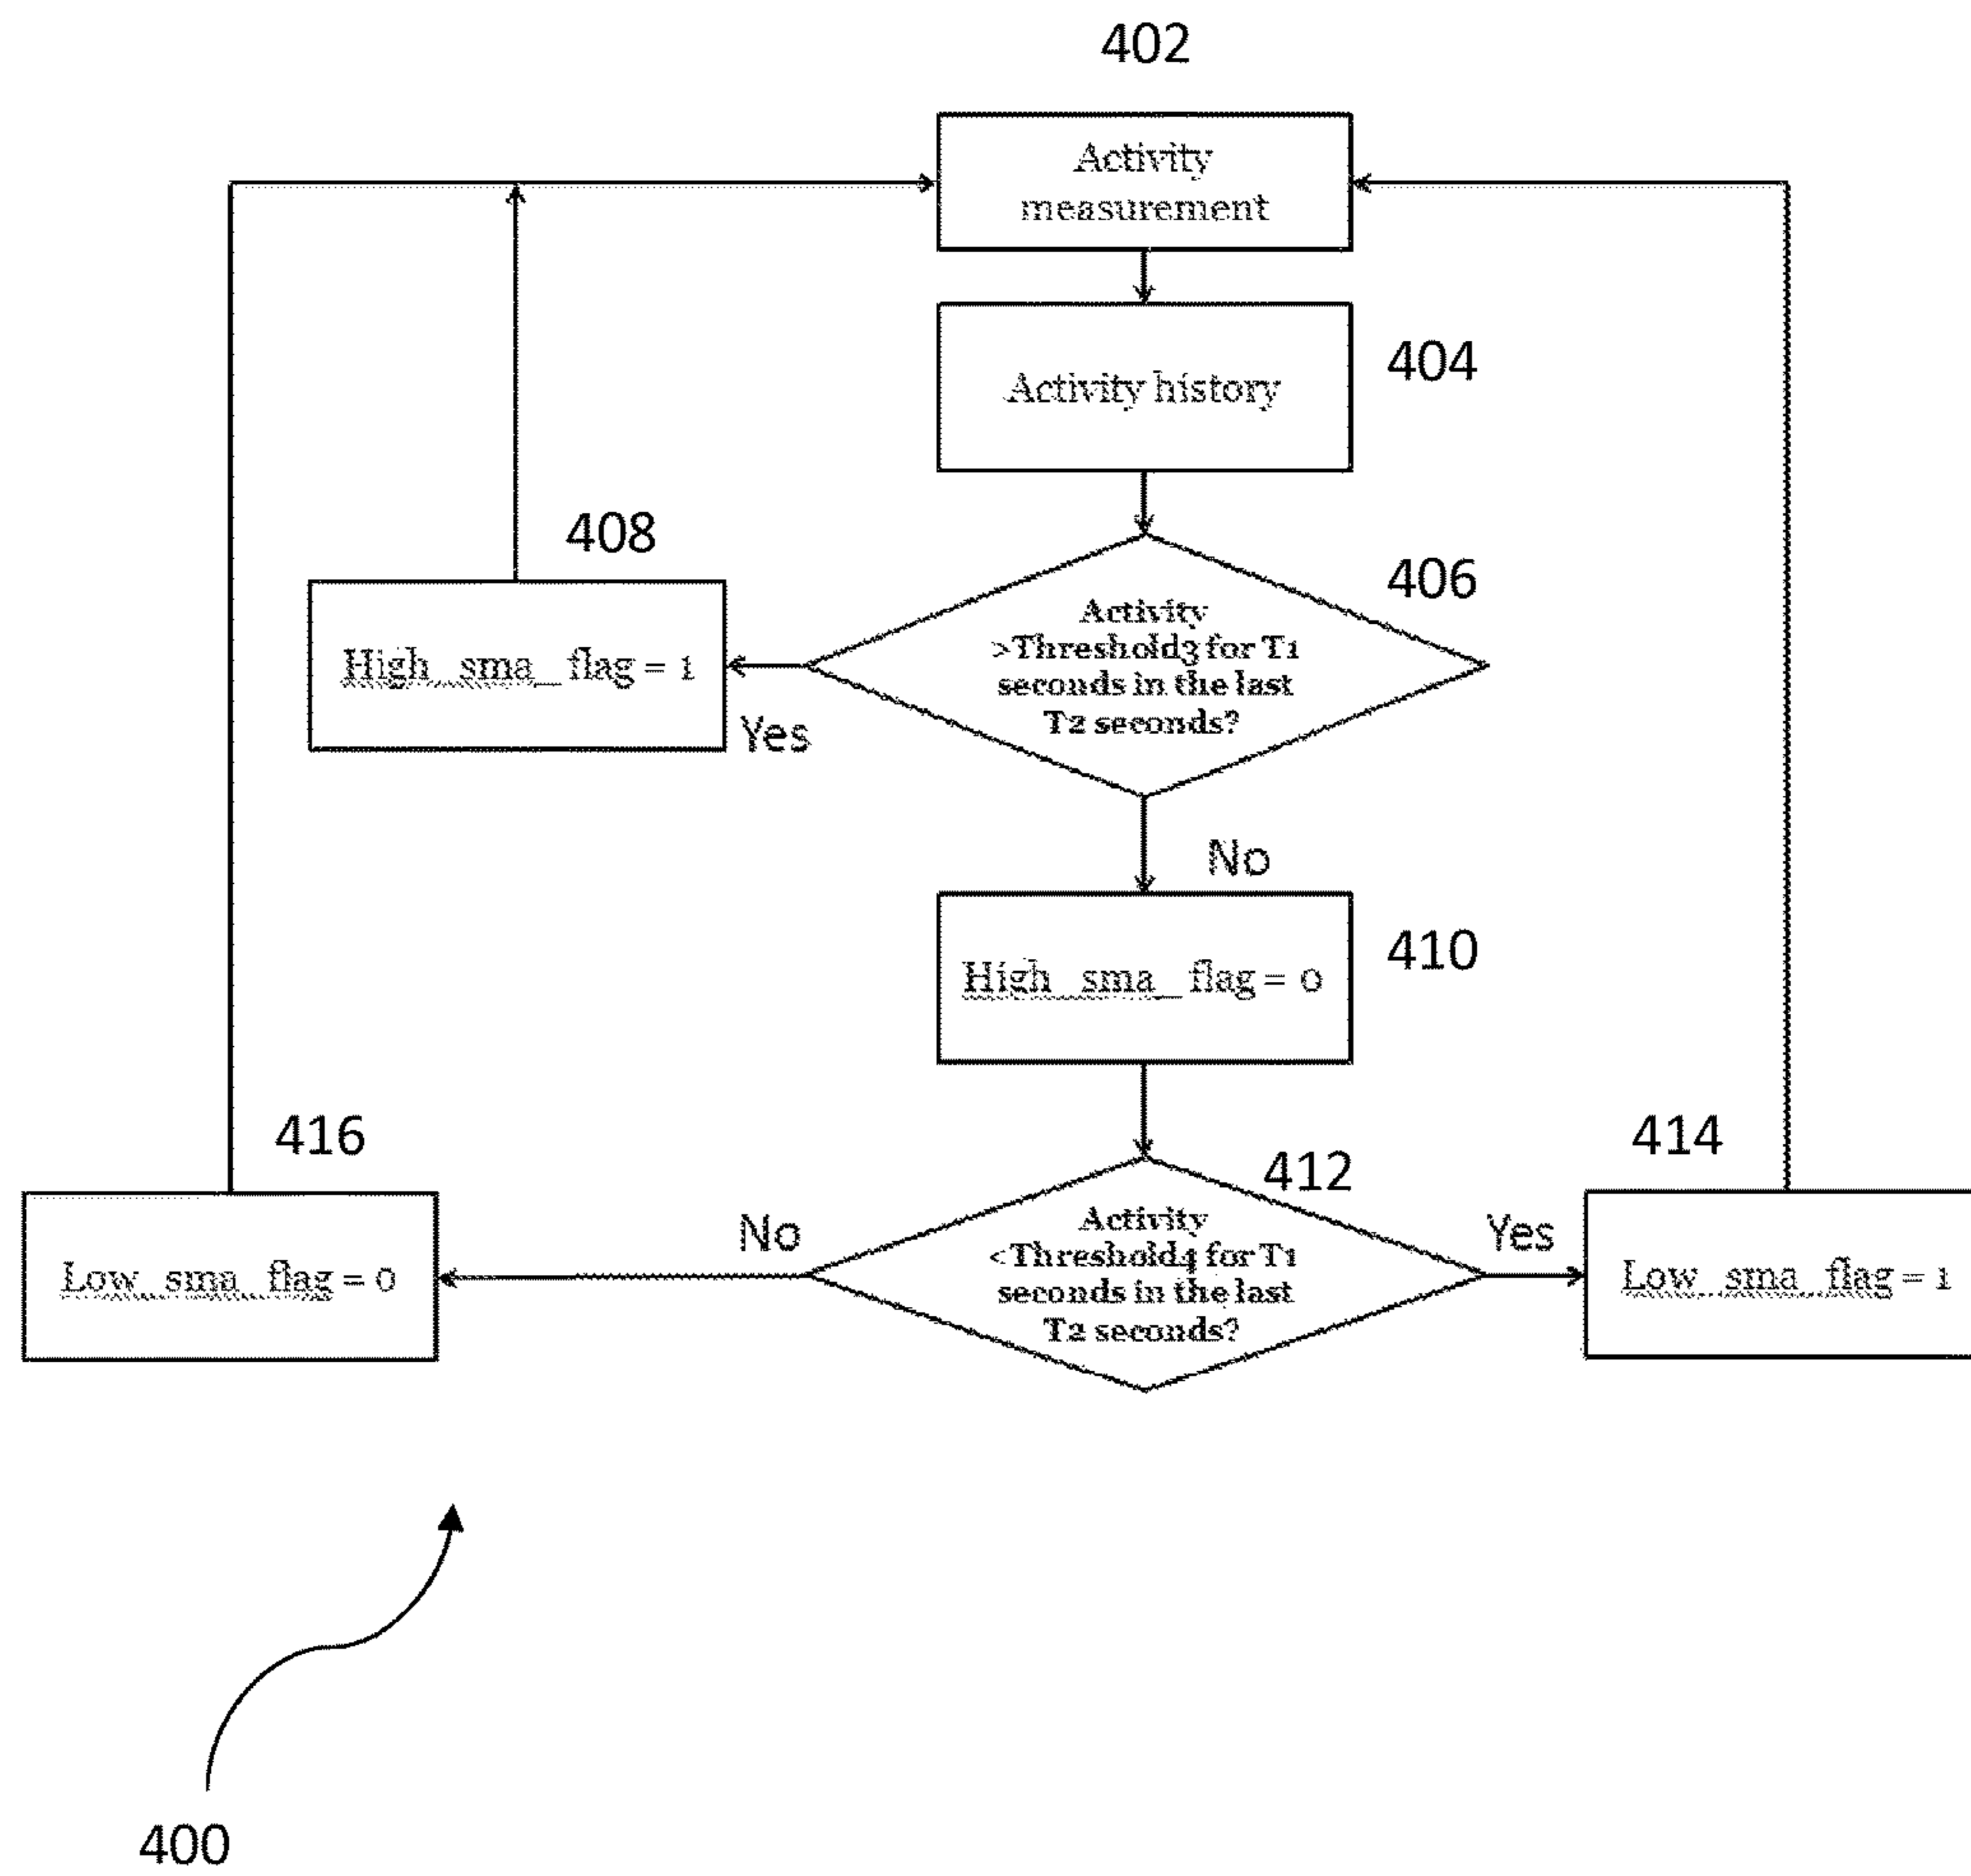 402
Activity
measurement
404
Activity history
408
406
High_sma_flag = 1
Activity
>Threshold3 for T1
seconds in the last
T2 seconds?
Yes
No
410
High_sma_flag = 0
416
412
414
No
Yes
Low_sma_flag = 0
Activity
<Threshold4 for T1
seconds in the last
T2 seconds?
Low_sma_flag = 1
400